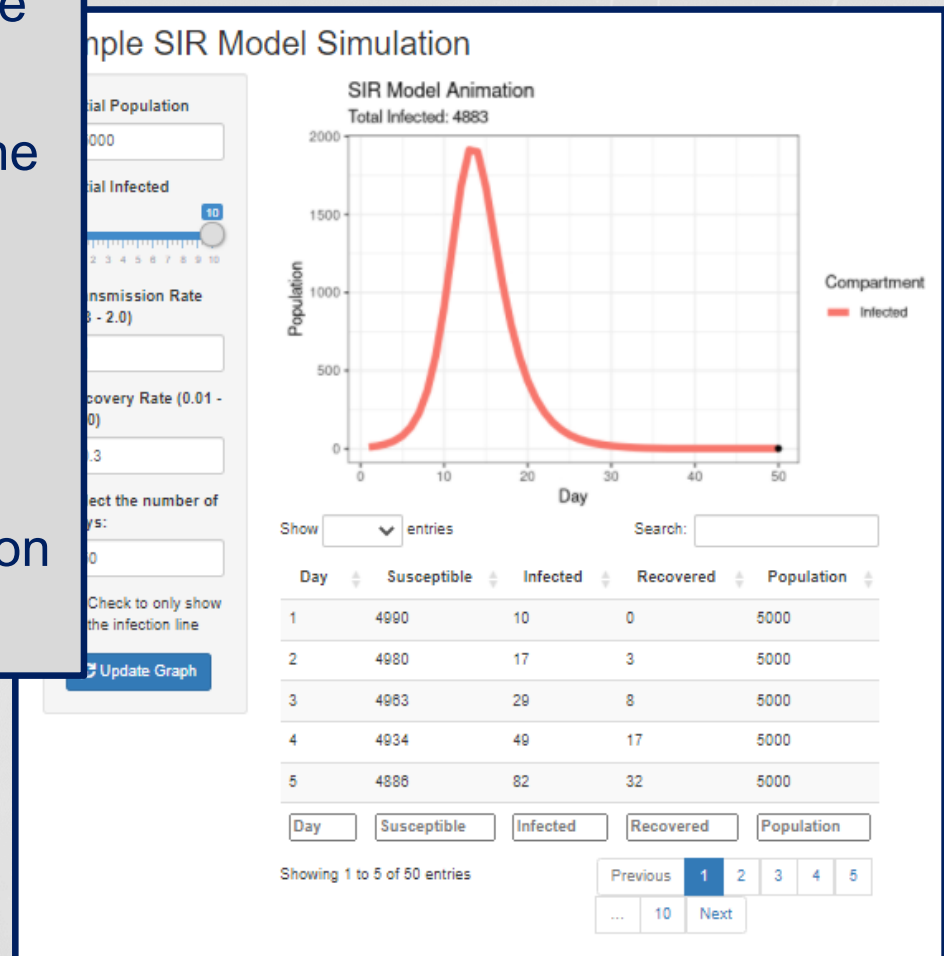 e
ne
on
nple SIR Model Simulation
ial Population
000
ial Infected
10
2 3 4 5 6 7 8 9 10
nsmission Rate
3 - 2.0)
covery Rate (0.01 -
0)
.3
ect the number of
ys:
0
Check to only show
the infection line
Update Graph
SIR Model Animation
Total Infected: 4883
2000
1500
1000
500
0
Population
0 10 20 30 40 50
Day
Compartment
Infected
Show entries Search:
Day Susceptible Infected Recovered Population
1 4990 10 0 5000
2 4980 17 3 5000
3 4963 29 8 5000
4 4934 49 17 5000
5 4886 82 32 5000
Day Susceptible Infected Recovered Population
Showing 1 to 5 of 50 entries
Previous 1 2 3 4 5
... 10 Next